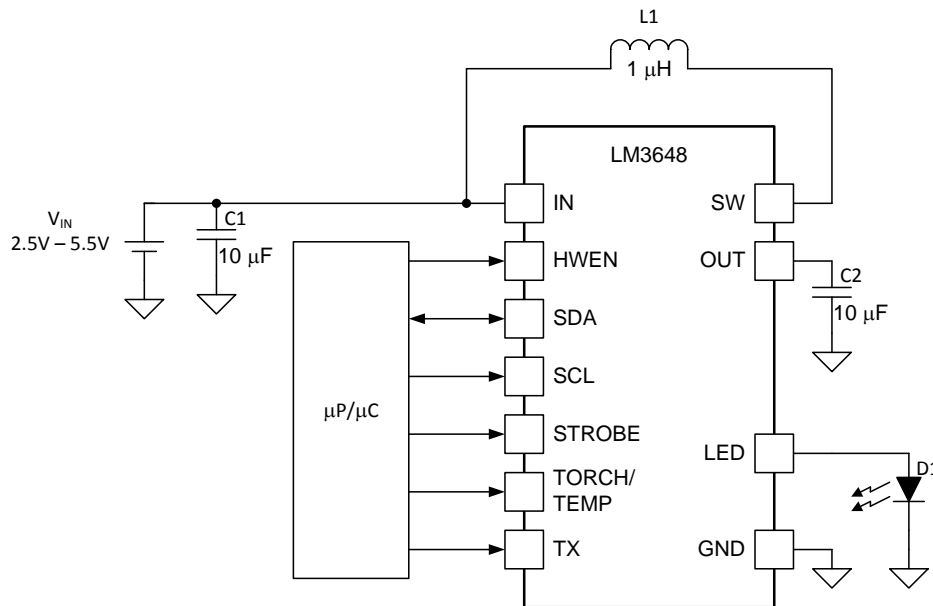 L1
1 μH
LM3648
IN
SW
V_IN
2.5V – 5.5V
C1
10 μF
HWEN
OUT
C2
10 μF
SDA
SCL
μP/μC
STROBE
LED
D1
TORCH/
TEMP
TX
GND